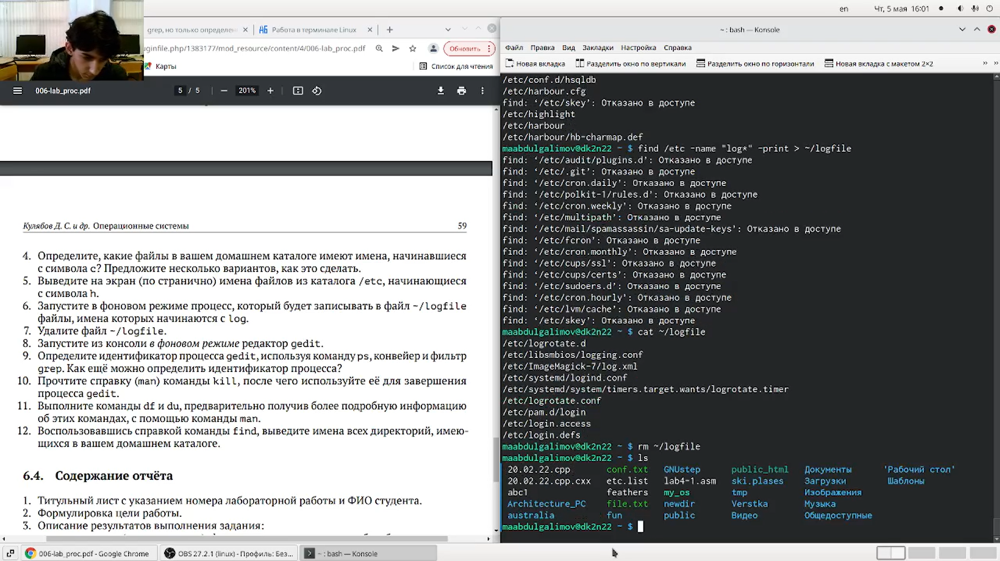 en
Чт, 5 мая 16:01
grep, но только определен
АБ Работа в терминале Linux
uginfile.php/1383177/mod_resource/content/4/006-lab_proc.pdf
Обновить
Карты
Список для чтения
006-lab_proc.pdf
5 / 5
201%
Кулябов Д. С. и др. Операционные системы 59
4. Определите, какие файлы в вашем домашнем каталоге имеют имена, начинавшиеся
с символа c? Предложите несколько вариантов, как это сделать.
5. Выведите на экран (по странично) имена файлов из каталога /etc, начинающиеся
с символа h.
6. Запустите в фоновом режиме процесс, который будет записывать в файл ~/logfile
файлы, имена которых начинаются с log.
7. Удалите файл ~/logfile.
8. Запустите из консоли в фоновом режиме редактор gedit.
9. Определите идентификатор процесса gedit, используя команду ps, конвейер и фильтр
grep. Как ещё можно определить идентификатор процесса?
10. Прочтите справку (man) команды kill, после чего используйте её для завершения
процесса gedit.
11. Выполните команды df и du, предварительно получив более подробную информацию
об этих командах, с помощью команды man.
12. Воспользовавшись справкой команды find, выведите имена всех директорий, имею-
щихся в вашем домашнем каталоге.
6.4. Содержание отчёта
1. Титульный лист с указанием номера лабораторной работы и ФИО студента.
2. Формулировка цели работы.
3. Описание результатов выполнения задания:
~ : bash — Konsole
Файл Правка Вид Закладки Настройка Справка
Новая вкладка Разделить окно по вертикали Разделить окно по горизонтали Новая вкладка с макетом 2×2
/etc/conf.d/hsqldb
/etc/harbour.cfg
find: ‘/etc/skey’: Отказано в доступе
/etc/highlight
/etc/harbour
/etc/harbour/hb-charmap.def
maabdulgalimov@dk2n22 ~ $ find /etc -name "log*" -print > ~/logfile
find: ‘/etc/audit/plugins.d’: Отказано в доступе
find: ‘/etc/.git’: Отказано в доступе
find: ‘/etc/cron.daily’: Отказано в доступе
find: ‘/etc/polkit-1/rules.d’: Отказано в доступе
find: ‘/etc/cron.weekly’: Отказано в доступе
find: ‘/etc/multipath’: Отказано в доступе
find: ‘/etc/mail/spamassassin/sa-update-keys’: Отказано в доступе
find: ‘/etc/fcron’: Отказано в доступе
find: ‘/etc/cron.monthly’: Отказано в доступе
find: ‘/etc/cups/ssl’: Отказано в доступе
find: ‘/etc/cups/certs’: Отказано в доступе
find: ‘/etc/sudoers.d’: Отказано в доступе
find: ‘/etc/cron.hourly’: Отказано в доступе
find: ‘/etc/lvm/cache’: Отказано в доступе
find: ‘/etc/skey’: Отказано в доступе
maabdulgalimov@dk2n22 ~ $ cat ~/logfile
/etc/logrotate.d
/etc/libsmbios/logging.conf
/etc/ImageMagick-7/log.xml
/etc/systemd/logind.conf
/etc/systemd/system/timers.target.wants/logrotate.timer
/etc/logrotate.conf
/etc/pam.d/login
/etc/login.access
/etc/login.defs
maabdulgalimov@dk2n22 ~ $ rm ~/logfile
maabdulgalimov@dk2n22 ~ $ ls
20.02.22.cpp conf.txt GNUstep public_html Документы 'Рабочий стол'
20.02.22.cpp.cxx etc.list lab4-1.asm ski.plases Загрузки Шаблоны
abc1 feathers my_os tmp Изображения
Architecture_PC file.txt newdir Verstka Музыка
australia fun public Видео Общедоступные
maabdulgalimov@dk2n22 ~ $
006-lab_proc.pdf - Google Chrome
OBS 27.2.1 (linux) - Профиль: Без...
~ : bash — Konsole